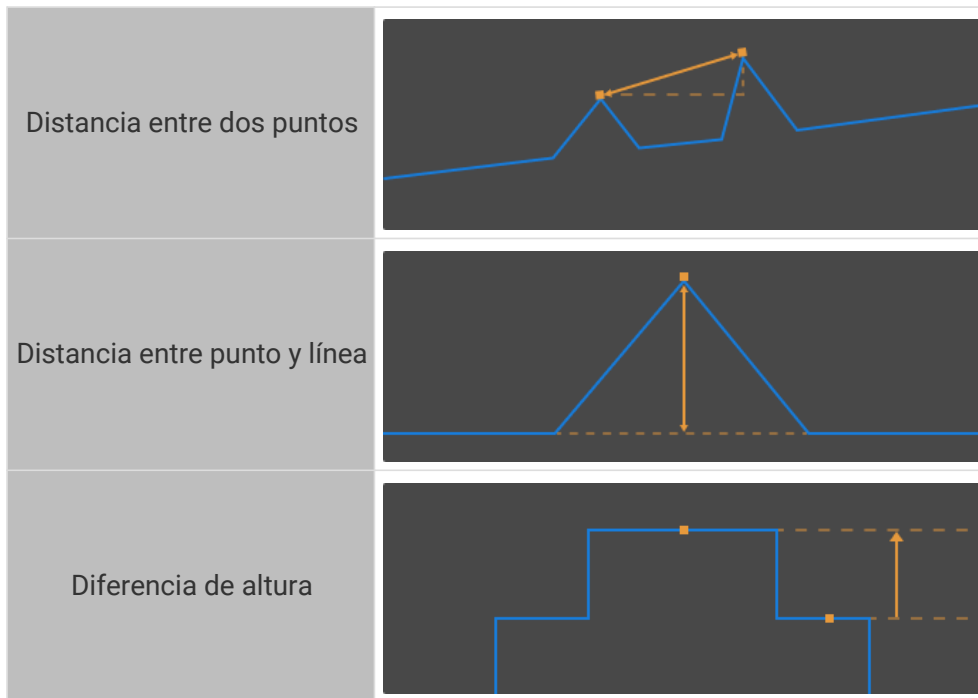 Distancia entre dos puntos
Distancia entre punto y línea
Diferencia de altura